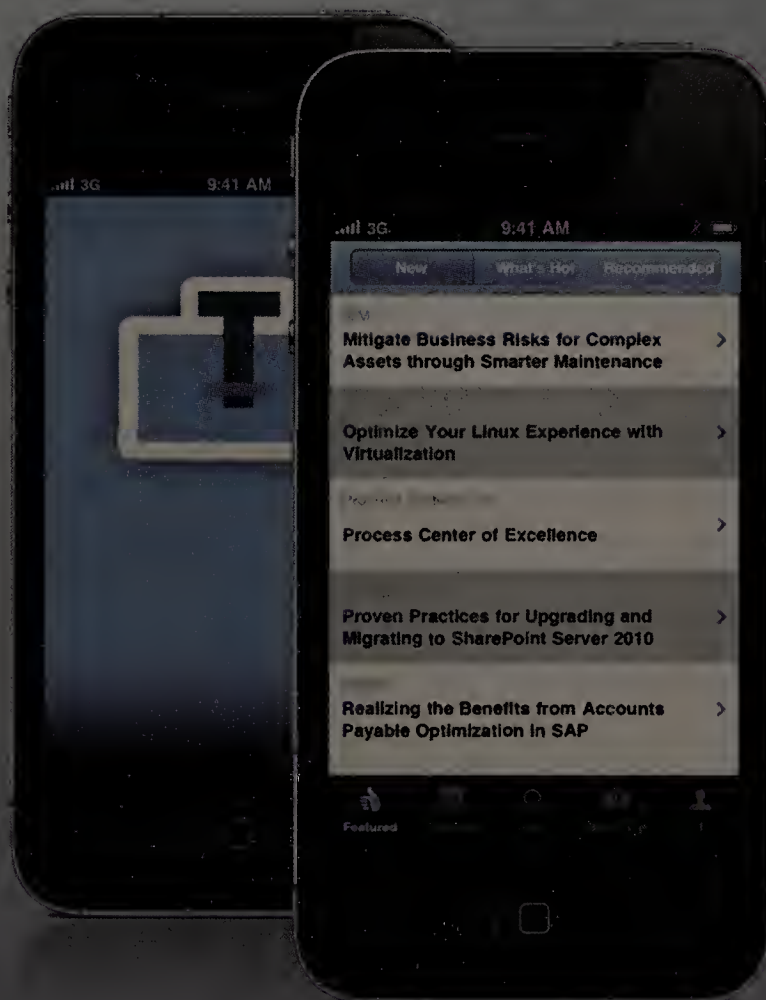 3G
9:41 AM
T
3G
9:41 AM
New
What's Hot
Recommended
Mitigate Business Risks for Complex
Assets through Smarter Maintenance
Optimize Your Linux Experience with
Virtualization
Process Center of Excellence
Proven Practices for Upgrading and
Migrating to SharePoint Server 2010
Realizing the Benefits from Accounts
Payable Optimization in SAP
Featured